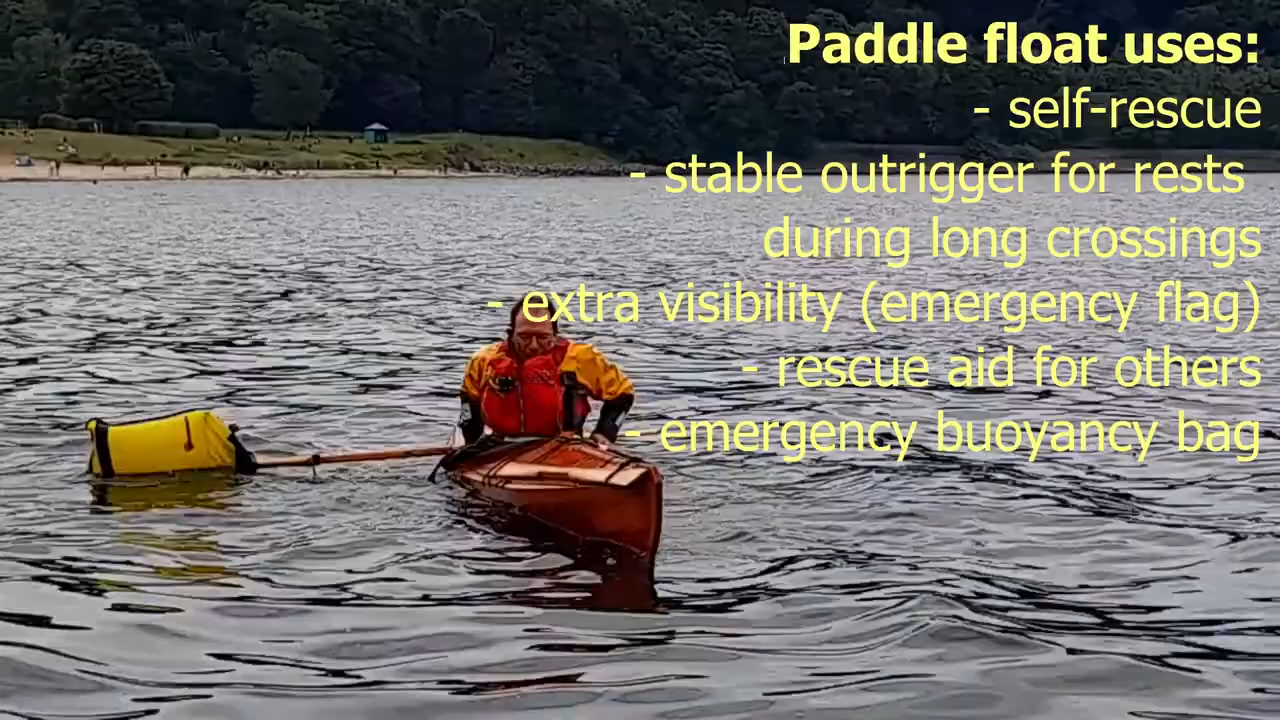 Paddle float uses:
- self-rescue
- stable outrigger for rests
during long crossings
- extra visibility (emergency flag)
- rescue aid for others
- emergency buoyancy bag